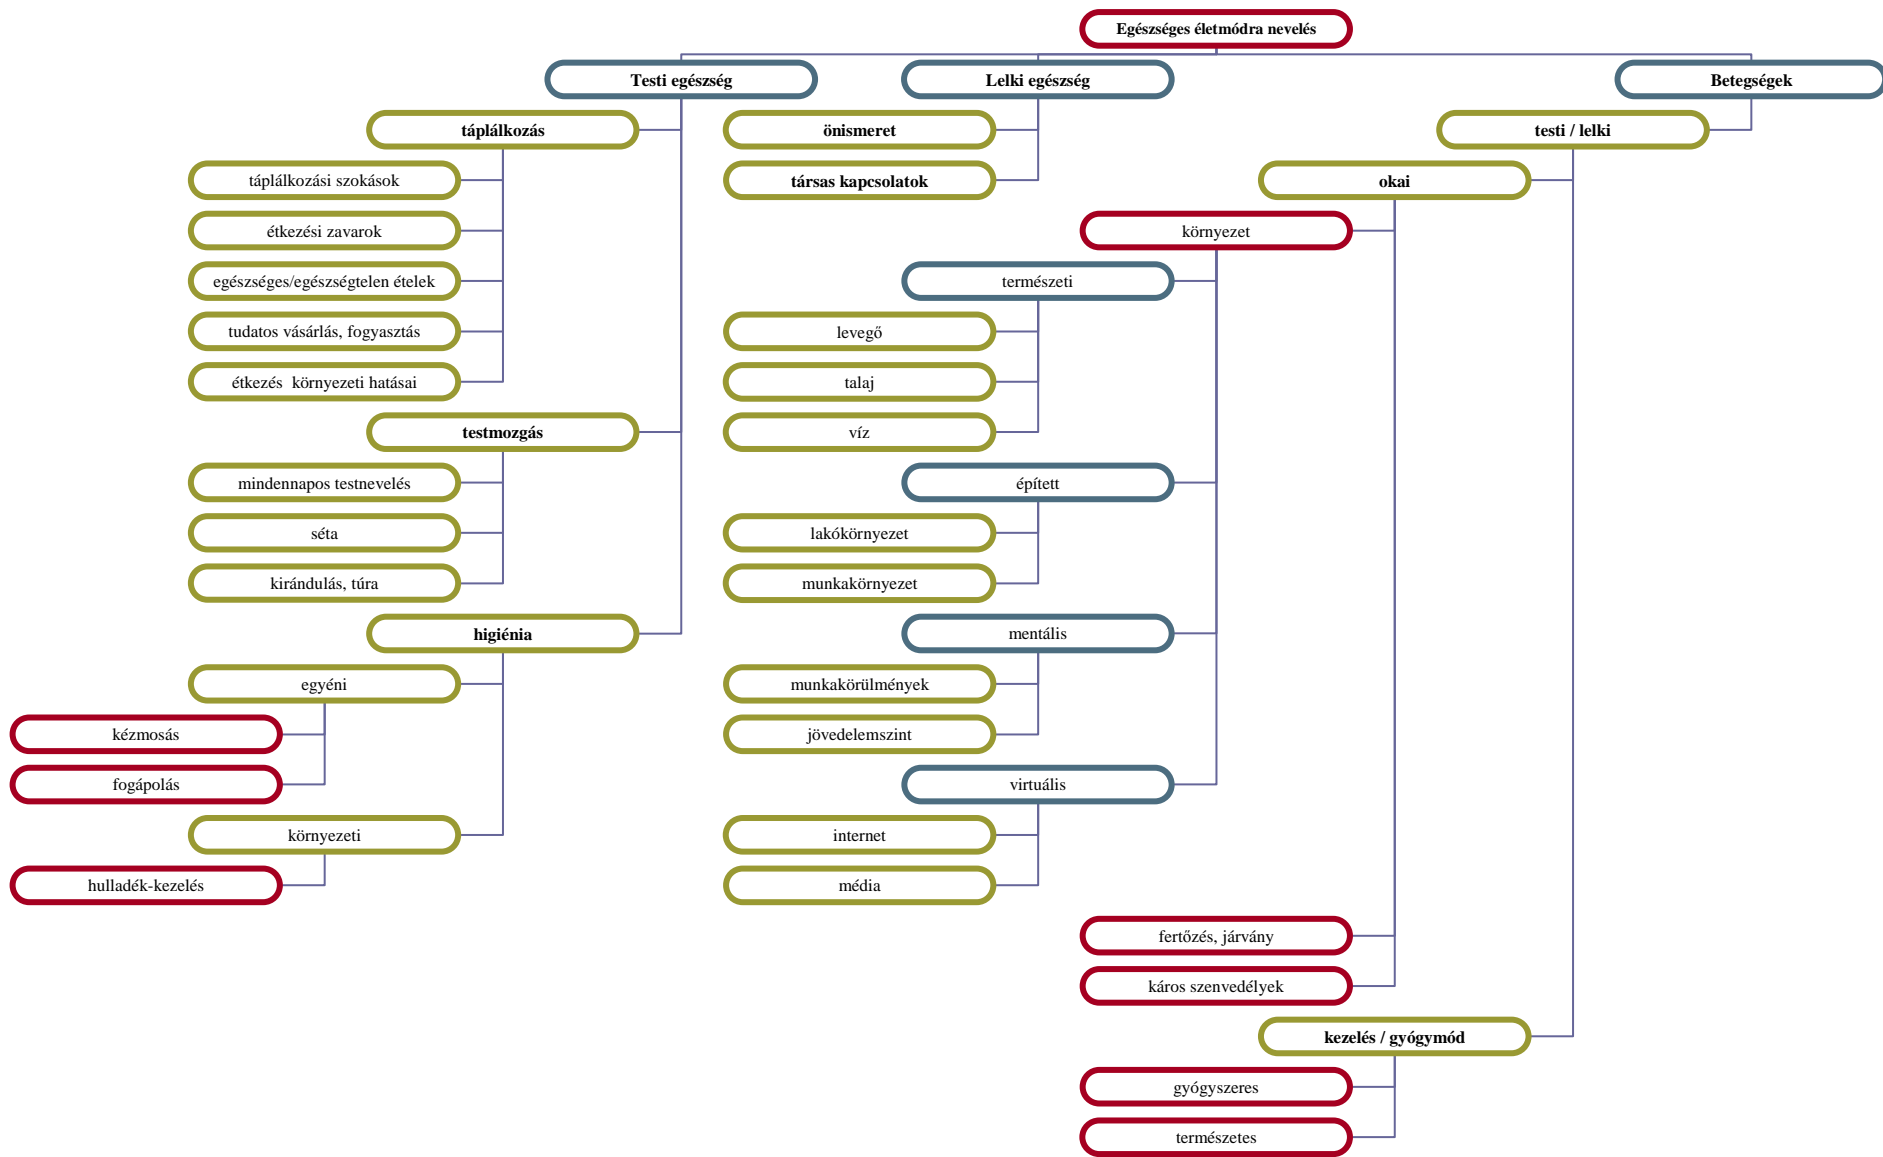 Egészséges életmódra nevelés
Testi egészség
Lelki egészség
Betegségek
táplálkozás
önismeret
testi / lelki
táplálkozási szokások
társas kapcsolatok
okai
étkezési zavarok
környezet
egészséges/egészségtelen ételek
természeti
tudatos vásárlás, fogyasztás
levegő
étkezés  környezeti hatásai
talaj
testmozgás
víz
mindennapos testnevelés
épített
séta
lakókörnyezet
kirándulás, túra
munkakörnyezet
higiénia
mentális
egyéni
munkakörülmények
kézmosás
jövedelemszint
fogápolás
virtuális
környezeti
internet
hulladék-kezelés
média
fertőzés, járvány
káros szenvedélyek
kezelés / gyógymód
gyógyszeres
természetes